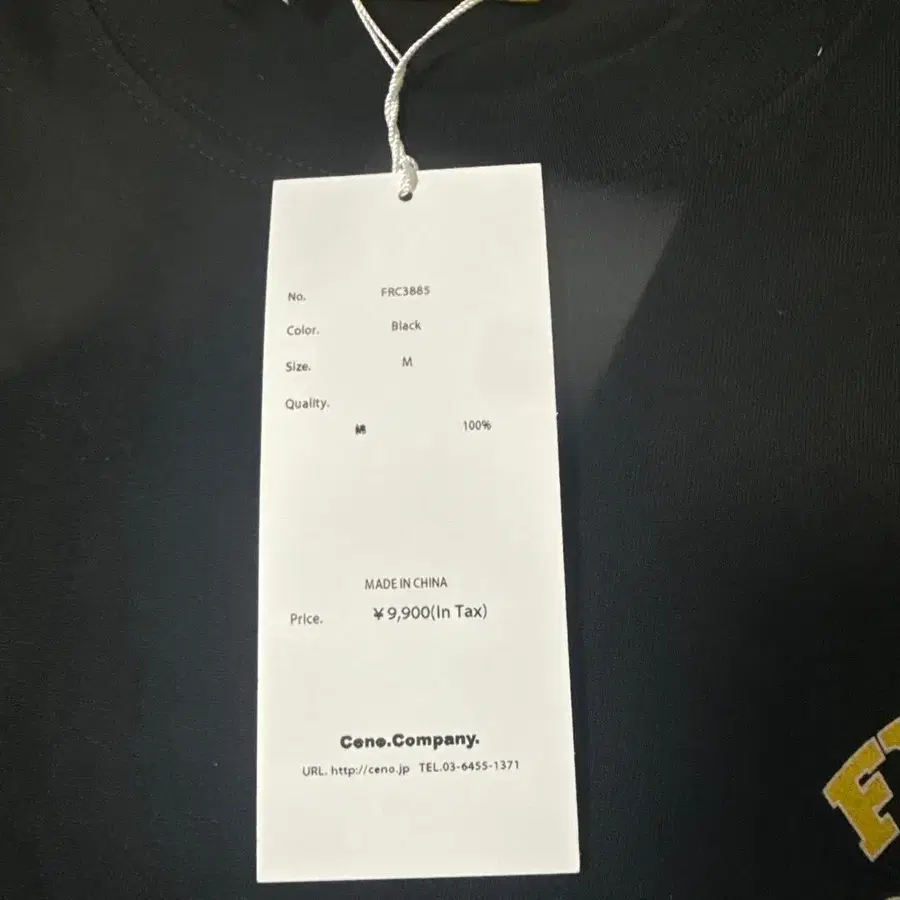 No. FRC3885
Color. Black
Size. M
Quality.
綿 100%
MADE IN CHINA
Price. ¥9,900(In Tax)
Ceno.Company.
URL. http://ceno.jp TEL.03-6455-1371